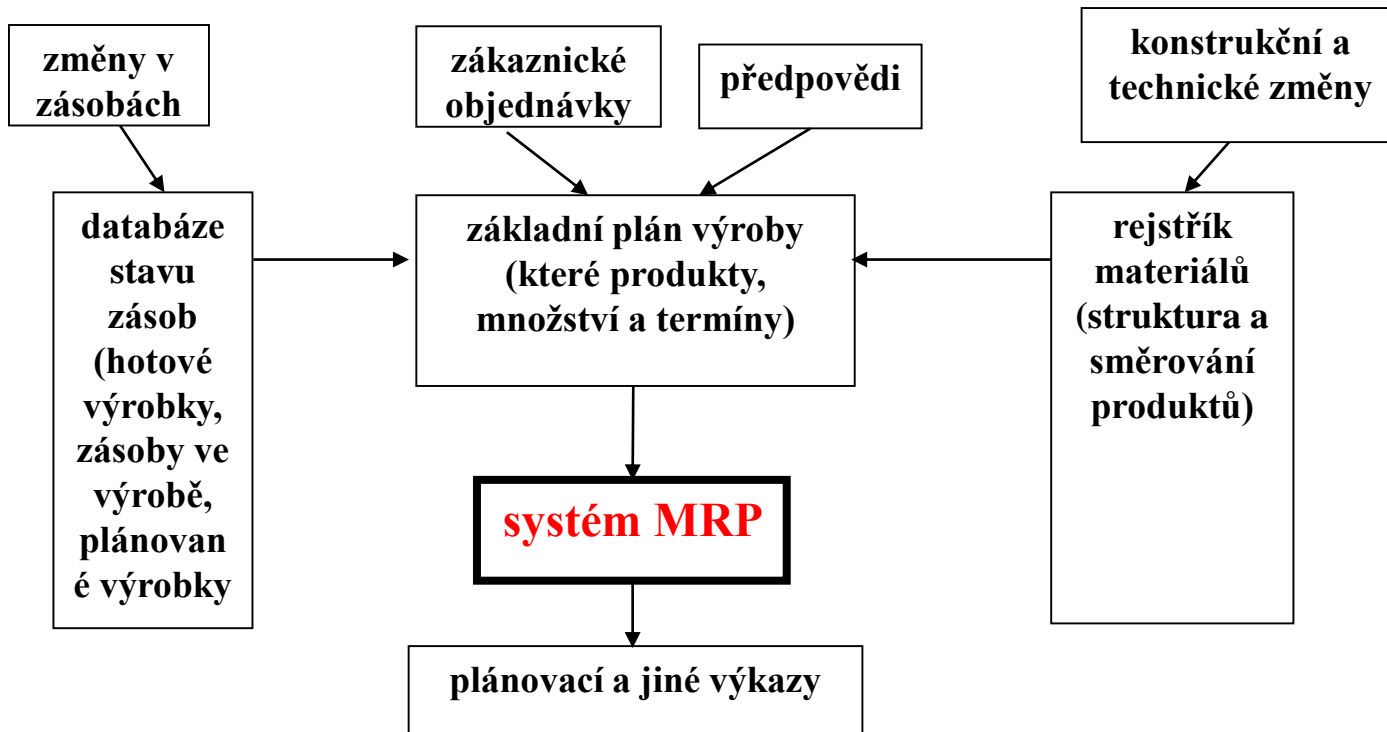 změny v
zásobách
zákaznické
objednávky
předpovědi
konstrukční a
technické změny
databáze
stavu
zásob
(hotové
výrobky,
zásoby ve
výrobě,
plánovan
é výrobky
základní plán výroby
(které produkty,
množství a termíny)
rejstřík
materiálů
(struktura a
směrování
produktů)
systém MRP
plánovací a jiné výkazy